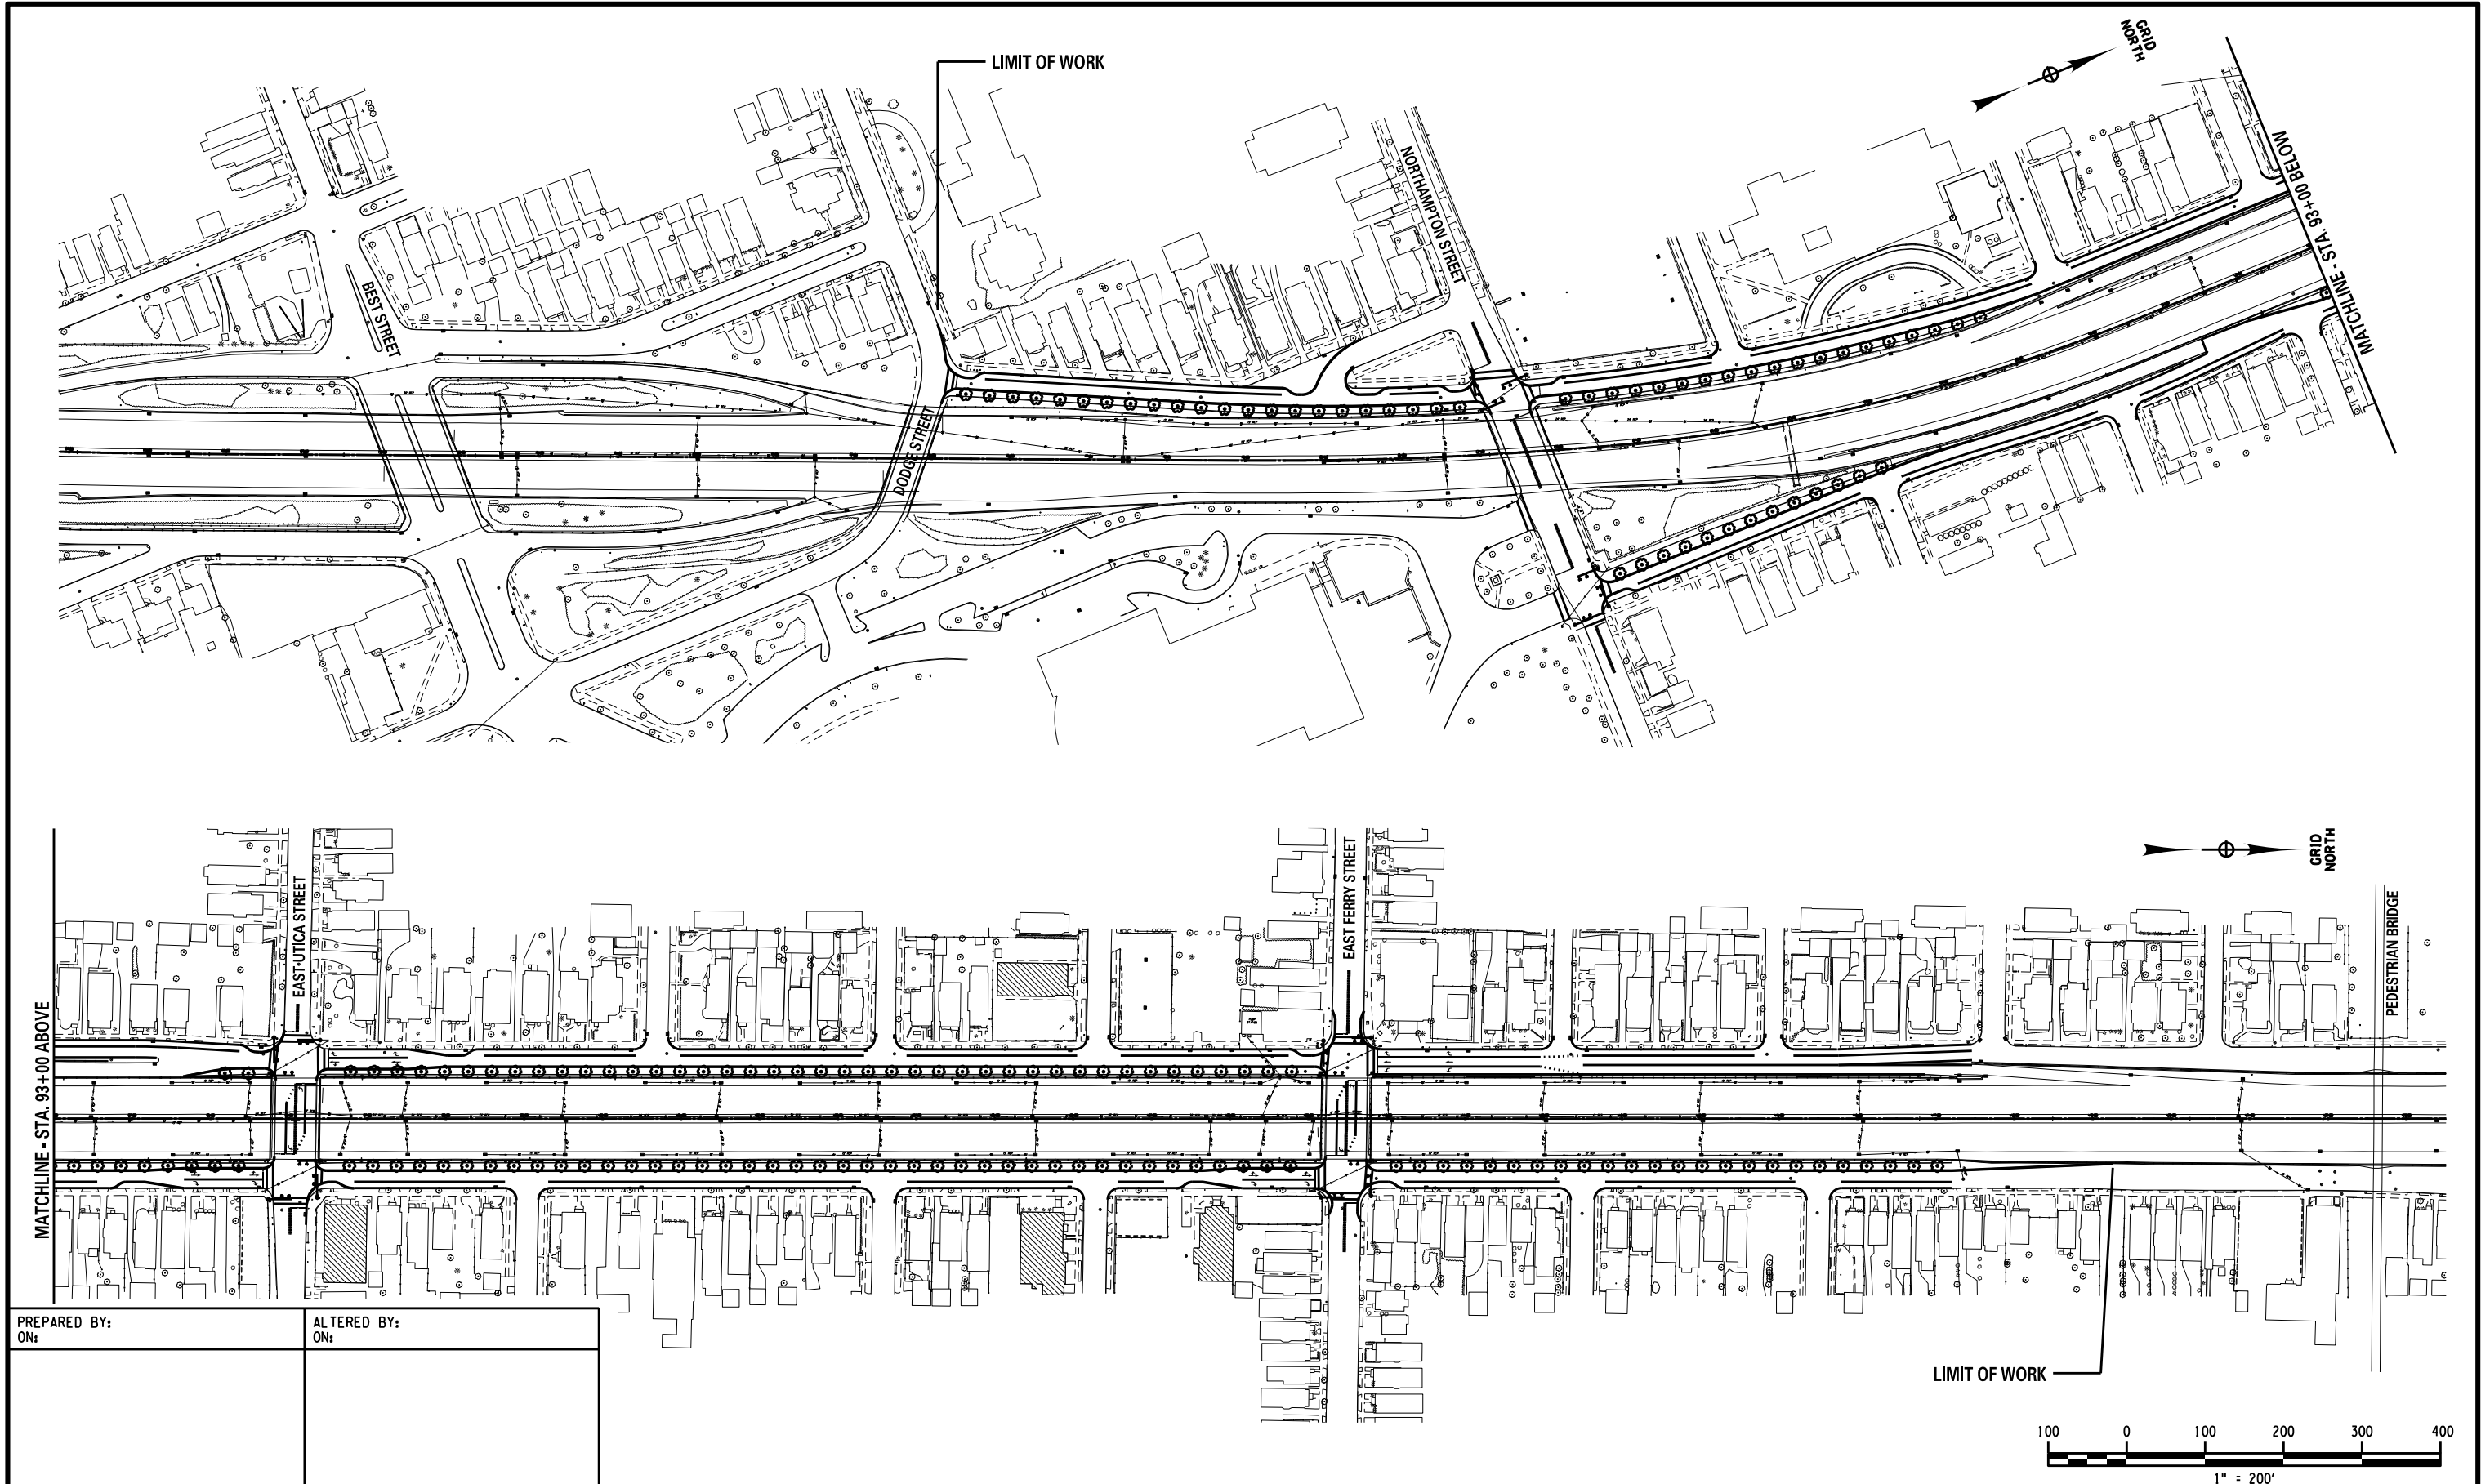 LIMIT OF WORK
GRID
NORTH
NORTHAMPTON STREET
BEST STREET
DODGE STREET
MATCHLINE - STA. 93+00 BELOW
GRID
NORTH
EAST UTICA STREET
EAST FERRY STREET
PEDESTRIAN BRIDGE
MATCHLINE - STA. 93+00 ABOVE
LIMIT OF WORK
PREPARED BY:
ON:
ALTERED BY:
ON:
100 0 100 200 300 400
1" = 200'